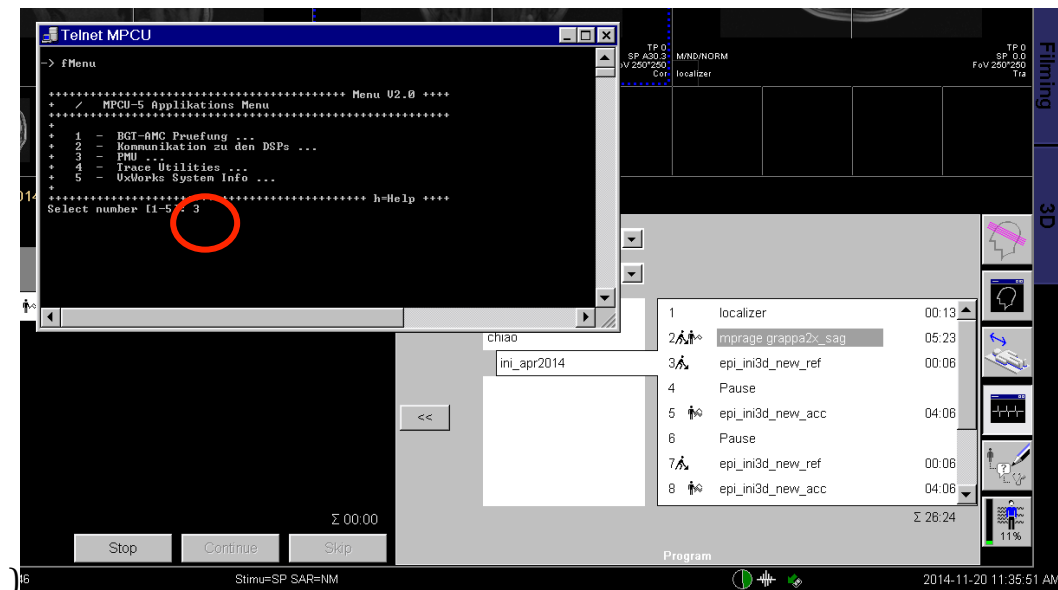 Telnet MPCU
-> fMenu
++++++++++++++++++++++++++++++++++++++++++++ Menu V2.0 ++++
+ / MPCU-5 Applikations Menu
+++++++++++++++++++++++++++++++++++++++++++++++++++++++++++
+
+ 1 - BGT-AMC Pruefung ...
+ 2 - Kommunikation zu den DSPs ...
+ 3 - PMU ...
+ 4 - Trace Utilities ...
+ 5 - VxWorks System Info ...
+
+++++++++++++++++++++++++++++++++++++++++++++++ h=Help ++++
Select number [1-5]: 3
TP 0
SP A30.3
FoV 250*250
Cor
M/ND/NORM
localizer
TP 0
SP 0.0
FoV 250*250
Tra
Filming
3D
chiao
ini_apr2014
<<
1 localizer 00:13
2 mprage grappa2x_sag 05:23
3 epi_ini3d_new_ref 00:06
4 Pause
5 epi_ini3d_new_acc 04:06
6 Pause
7 epi_ini3d_new_ref 00:06
8 epi_ini3d_new_acc 04:06
Σ 00:00
Σ 26:24
11%
Stop
Continue
Skip
Program
46
Stimu=SP SAR=NM
2014-11-20 11:35:51 AM